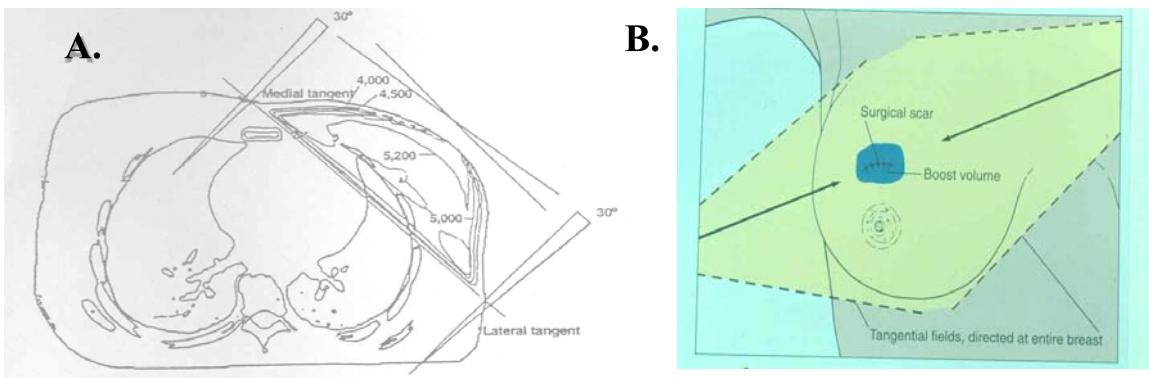 A.
30°
Medial tangent
4,000
4,500
5,200
5,000
30°
Lateral tangent
B.
Surgical scar
Boost volume
Tangential fields, directed at entire breast